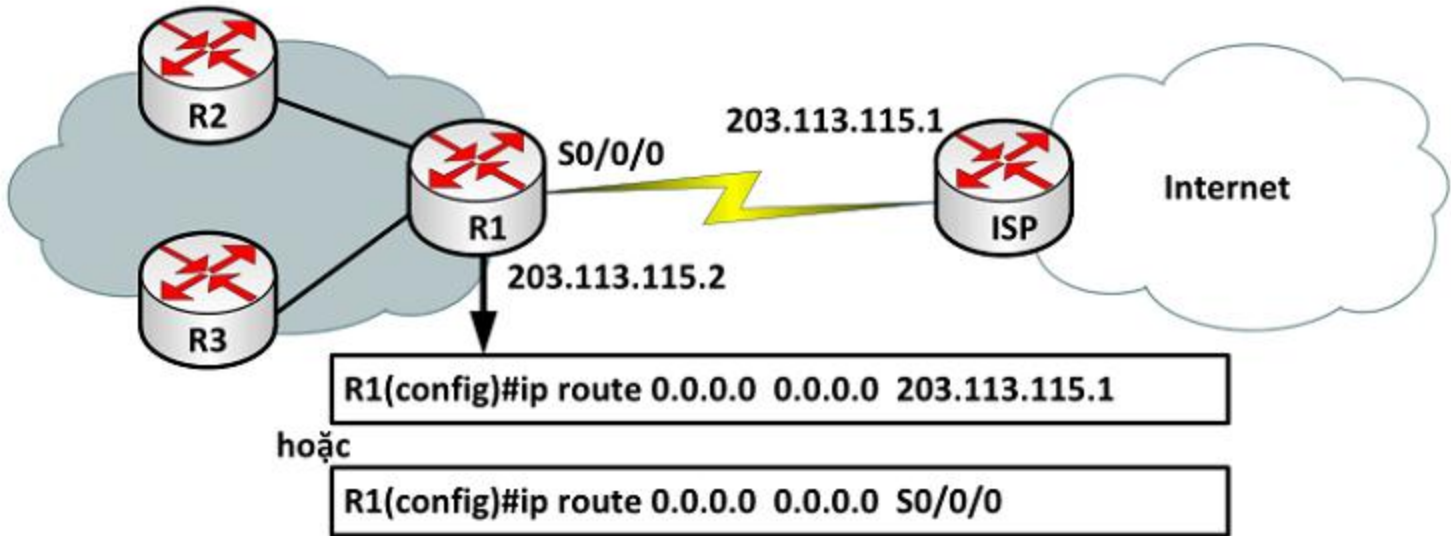 R2
203.113.115.1
S0/0/0
Internet
R1
ISP
203.113.115.2
R3
R1(config)#ip route 0.0.0.0 0.0.0.0 203.113.115.1
hoặc
R1(config)#ip route 0.0.0.0 0.0.0.0 S0/0/0